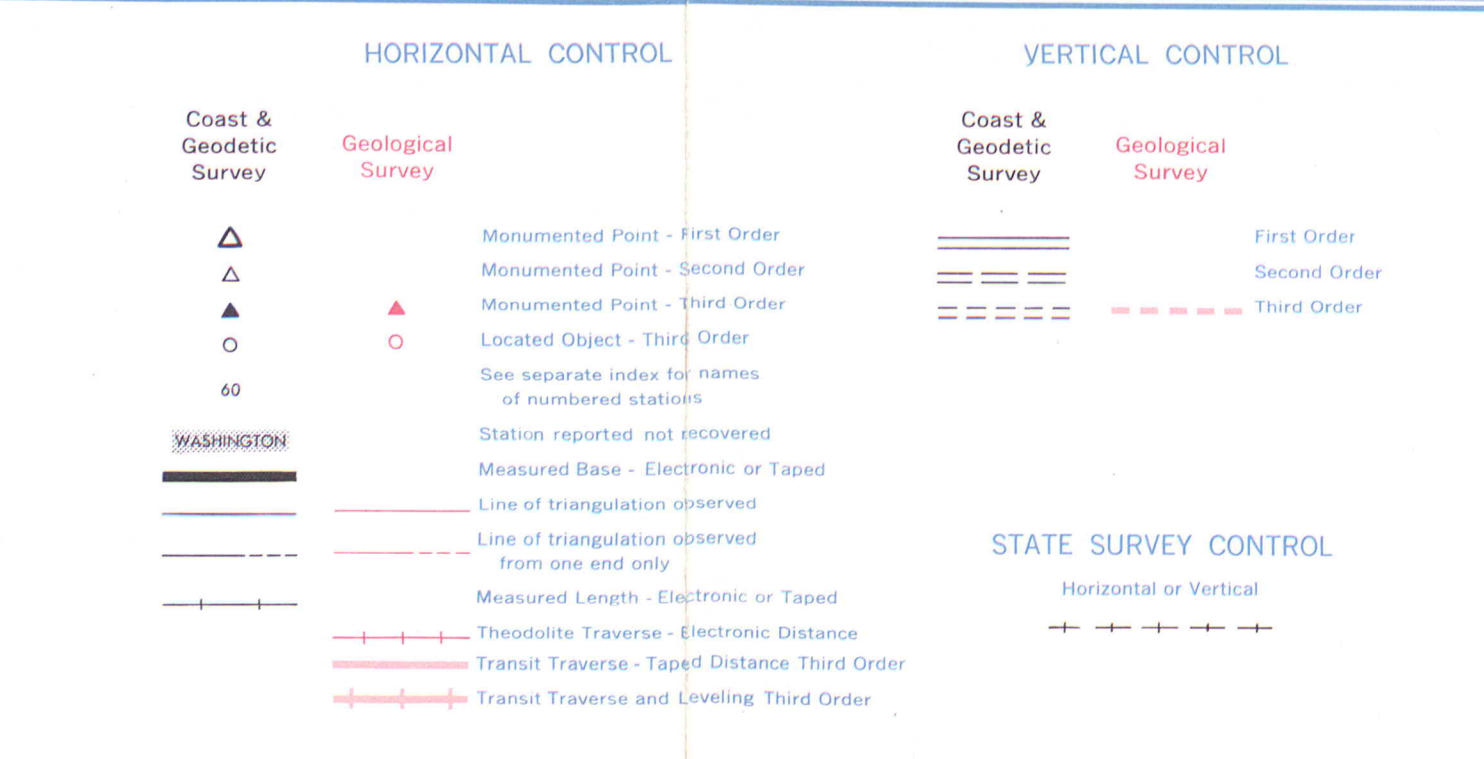 HORIZONTAL CONTROL
Coast &
Geodetic
Survey
Geological
Survey
Monumented Point - First Order
Monumented Point - Second Order
Monumented Point - Third Order
Located Object - Third Order
60
See separate index for names
of numbered stations
WASHINGTON
Station reported not recovered
Measured Base - Electronic or Taped
Line of triangulation observed
Line of triangulation observed
from one end only
Measured Length - Electronic or Taped
Theodolite Traverse - Electronic Distance
Transit Traverse - Taped Distance Third Order
Transit Traverse and Leveling Third Order
VERTICAL CONTROL
Coast &
Geodetic
Survey
Geological
Survey
First Order
Second Order
Third Order
STATE SURVEY CONTROL
Horizontal or Vertical